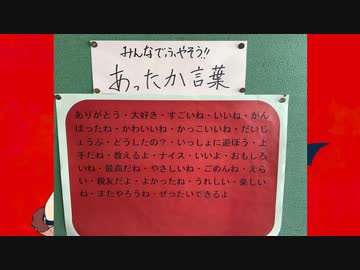 みんなでふやそう!!
あったか言葉
ありがとう・大好き・すごいね・いいね・がん
ばったね・かわいいね・かっこいいね・だいじ
ょうぶ・どうしたの?・いっしょに遊ぼう・上
手だね・教えるよ・ナイス・いいよ・おもしろ
いね・最高だね・やさしいね・ごめんね・えら
い・親友だよ・よかったね・うれしい・楽しい
ね・またやろうね・ぜったいできるよ